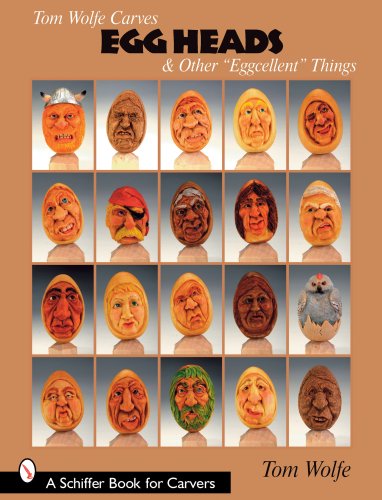 Tom Wolfe Carves
EGG HEADS
& Other “Eggcellent” Things
A Schiffer Book for Carvers
Tom Wolfe